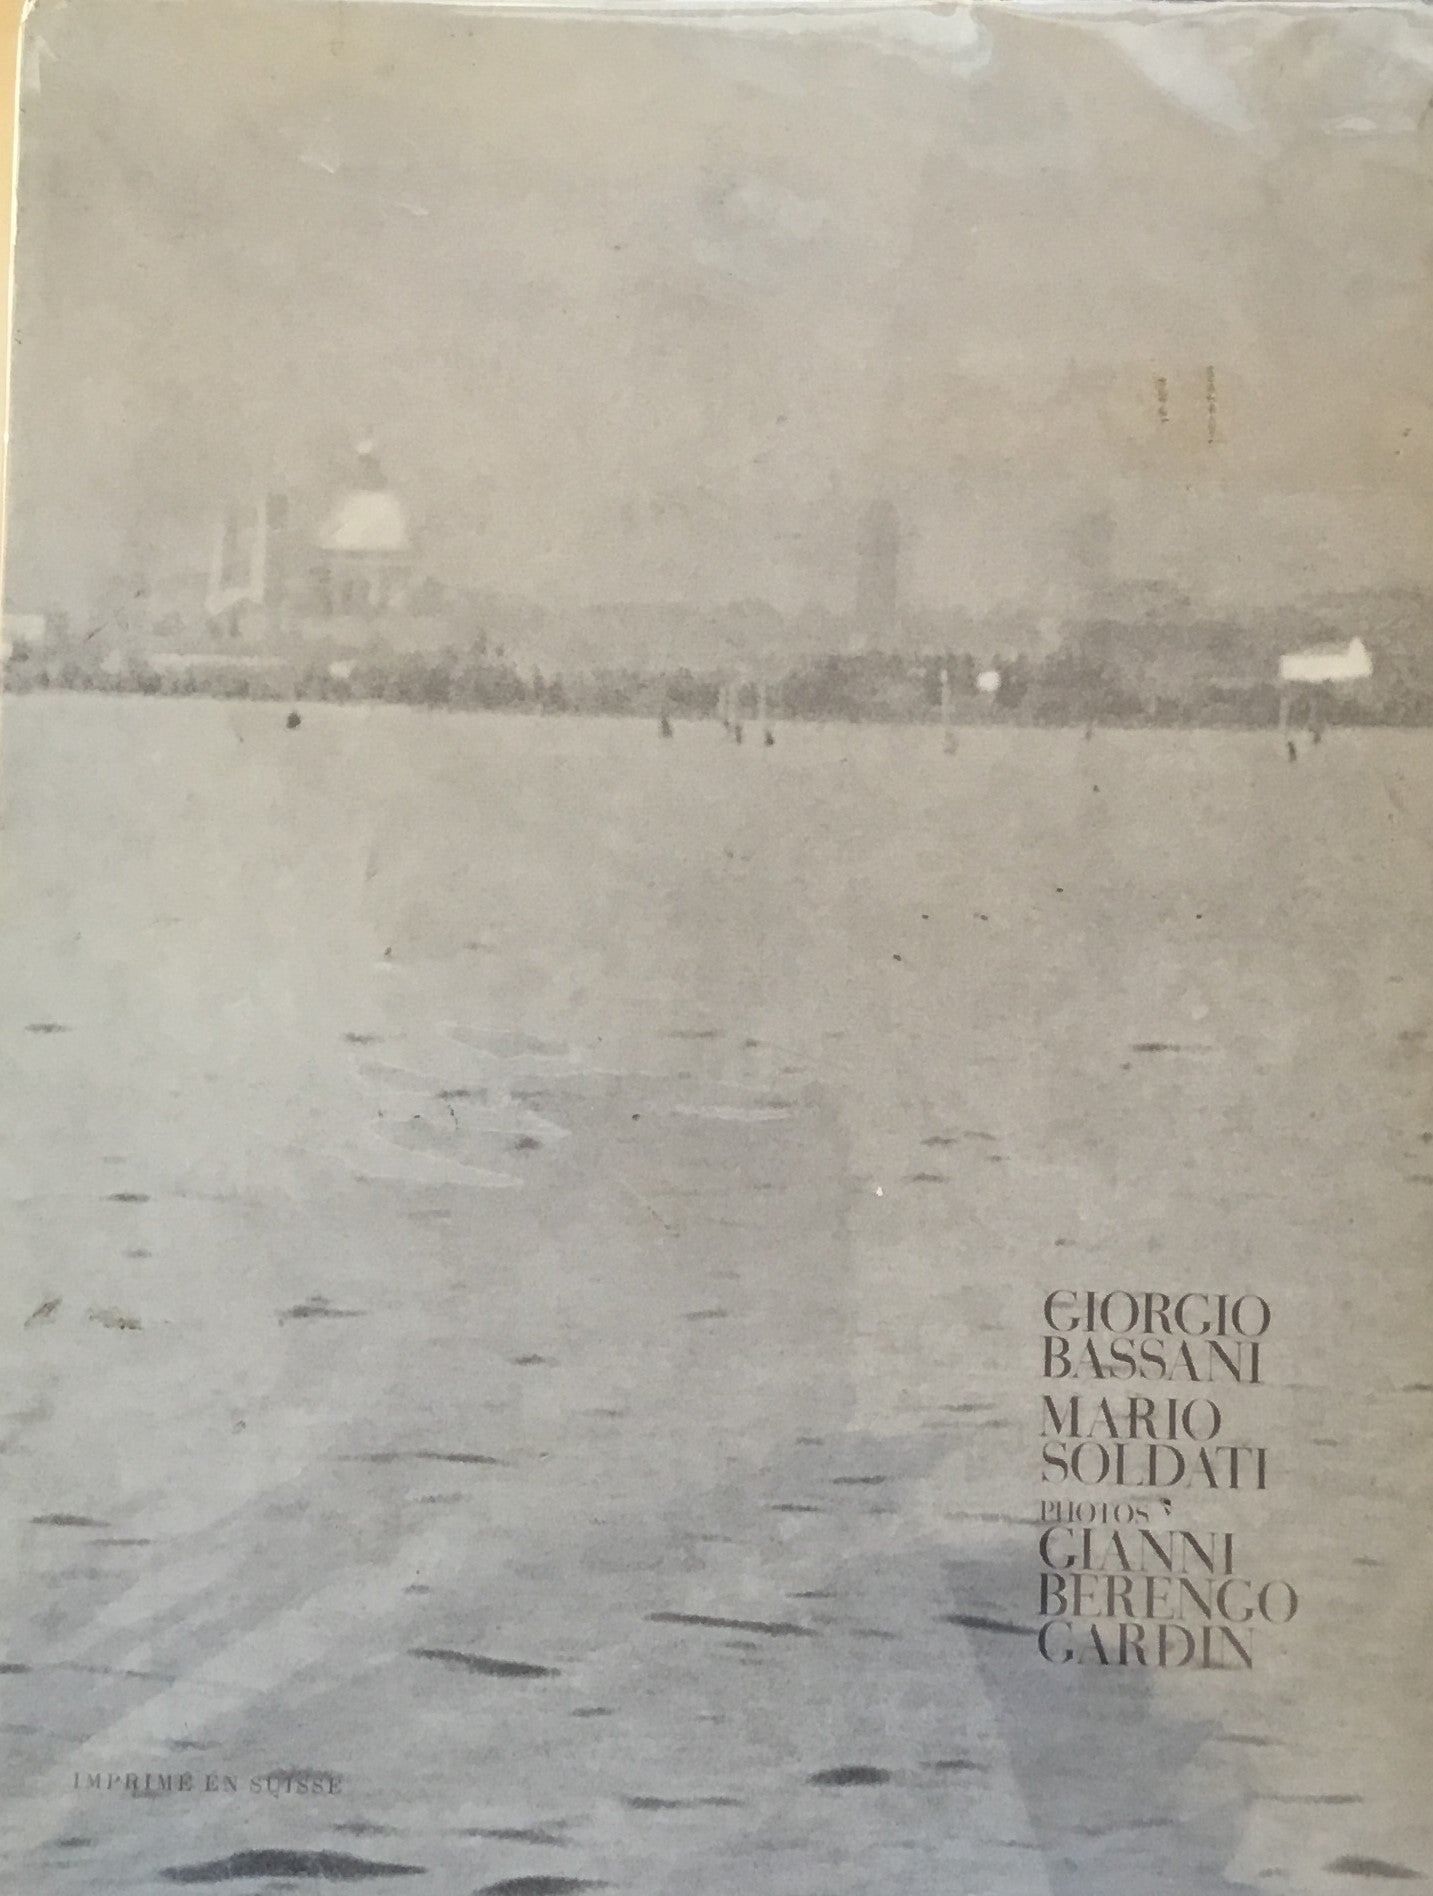 GIORGIO
BASSANI
MARIO
SOLDATI
PHOTOS
GIANNI
BERENGO
GARDIN
IMPRIMÉ EN SUISSE